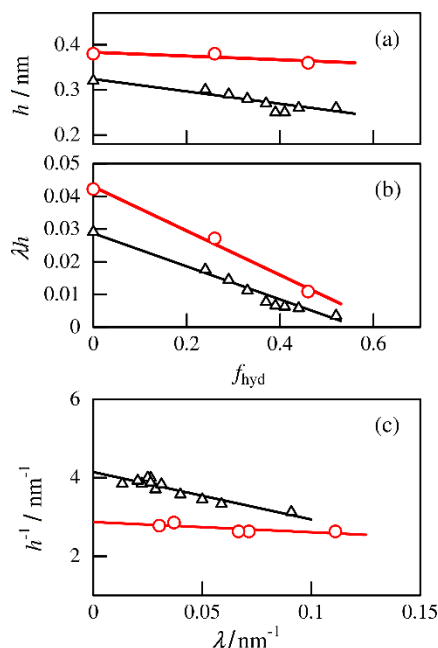 (a)
h / nm
0.4
0.3
0.2
(b)
λh
0.05
0.04
0.03
0.02
0.01
0
0 0.2 0.4 0.6
f_hyd
(c)
h⁻¹ / nm⁻¹
6
4
2
0 0.05 0.1 0.15
λ/nm⁻¹